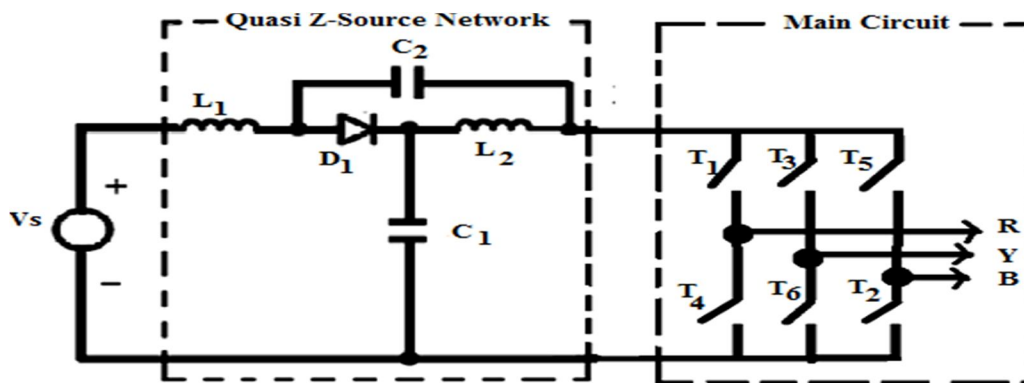 Quasi Z-Source Network
Main Circuit
C2
L1
D1
L2
C1
Vs
+
−
T1
T3
T5
T4
T6
T2
R
Y
B